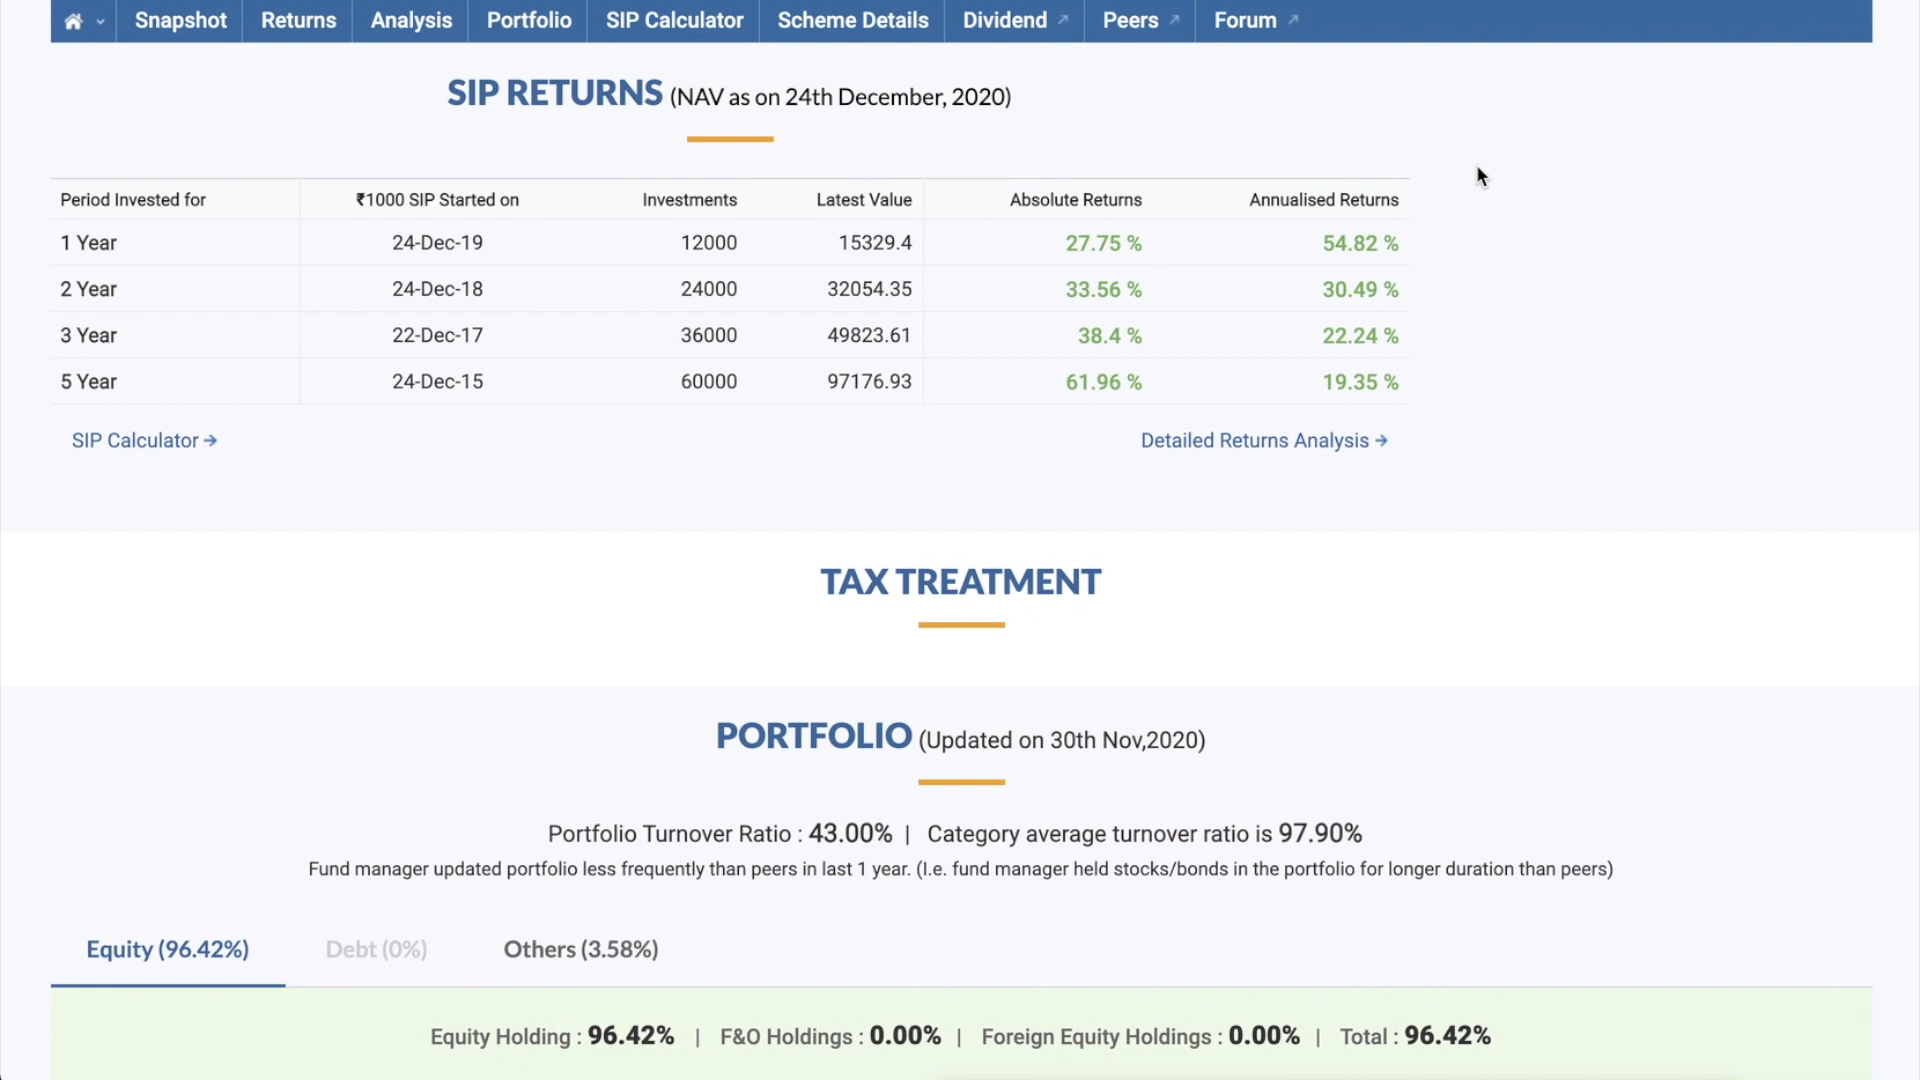 Snapshot Returns Analysis Portfolio SIP Calculator Scheme Details Dividend Peers Forum
SIP RETURNS (NAV as on 24th December, 2020)
Period Invested for ₹1000 SIP Started on Investments Latest Value Absolute Returns Annualised Returns
1 Year 24-Dec-19 12000 15329.4 27.75 % 54.82 %
2 Year 24-Dec-18 24000 32054.35 33.56 % 30.49 %
3 Year 22-Dec-17 36000 49823.61 38.4 % 22.24 %
5 Year 24-Dec-15 60000 97176.93 61.96 % 19.35 %
SIP Calculator → Detailed Returns Analysis →
TAX TREATMENT
PORTFOLIO (Updated on 30th Nov,2020)
Portfolio Turnover Ratio : 43.00% | Category average turnover ratio is 97.90%
Fund manager updated portfolio less frequently than peers in last 1 year. (I.e. fund manager held stocks/bonds in the portfolio for longer duration than peers)
Equity (96.42%) Debt (0%) Others (3.58%)
Equity Holding : 96.42% | F&O Holdings : 0.00% | Foreign Equity Holdings : 0.00% | Total : 96.42%